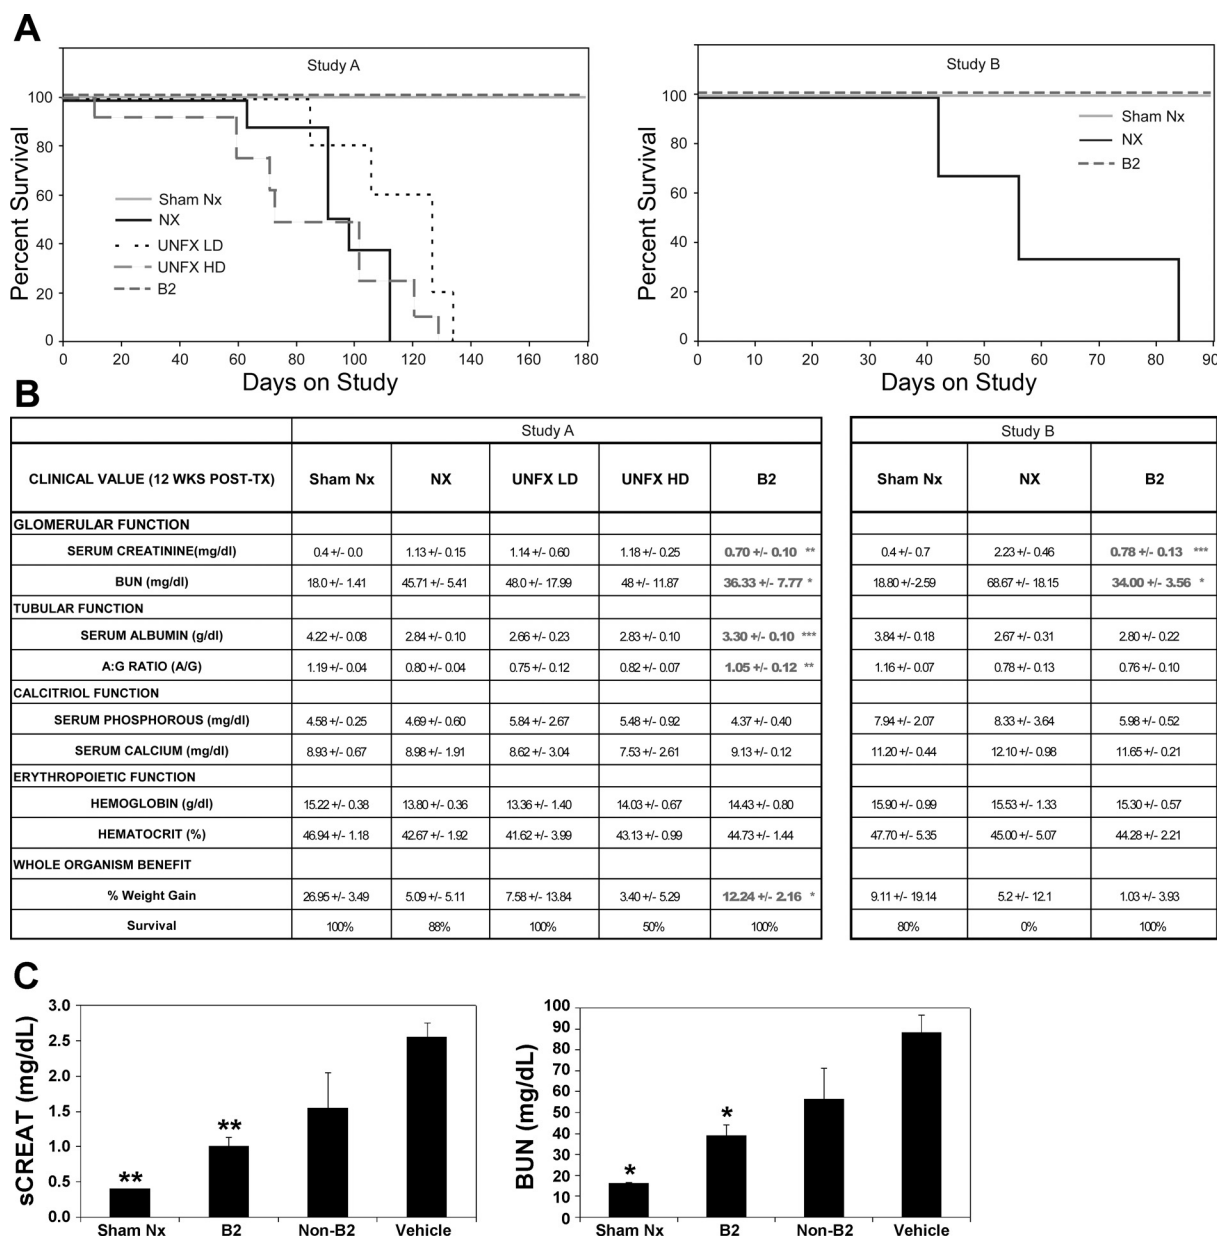 A
Study A
Percent Survival
100
80
60
40
20
0
Sham Nx
NX
UNFX LD
UNFX HD
B2
0 20 40 60 80 100 120 140 160 180
Days on Study
Study B
Percent Survival
100
80
60
40
20
0
Sham Nx
NX
B2
0 10 20 30 40 50 60 70 80 90
Days on Study
B
Study A Study B
CLINICAL VALUE (12 WKS POST-TX) Sham Nx NX UNFX LD UNFX HD B2 Sham Nx NX B2
GLOMERULAR FUNCTION
SERUM CREATININE(mg/dl) 0.4 +/- 0.0 1.13 +/- 0.15 1.14 +/- 0.60 1.18 +/- 0.25 0.70 +/- 0.10 ** 0.4 +/- 0.7 2.23 +/- 0.46 0.78 +/- 0.13 ***
BUN (mg/dl) 18.0 +/- 1.41 45.71 +/- 5.41 48.0 +/- 17.99 48 +/- 11.87 36.33 +/- 7.77 * 18.80 +/-2.59 68.67 +/- 18.15 34.00 +/- 3.56 *
TUBULAR FUNCTION
SERUM ALBUMIN (g/dl) 4.22 +/- 0.08 2.84 +/- 0.10 2.66 +/- 0.23 2.83 +/- 0.10 3.30 +/- 0.10 *** 3.84 +/- 0.18 2.67 +/- 0.31 2.80 +/- 0.22
A:G RATIO (A/G) 1.19 +/- 0.04 0.80 +/- 0.04 0.75 +/- 0.12 0.82 +/- 0.07 1.05 +/- 0.12 ** 1.16 +/- 0.07 0.78 +/- 0.13 0.76 +/- 0.10
CALCITRIOL FUNCTION
SERUM PHOSPHOROUS (mg/dl) 4.58 +/- 0.25 4.69 +/- 0.60 5.84 +/- 2.67 5.48 +/- 0.92 4.37 +/- 0.40 7.94 +/- 2.07 8.33 +/- 3.64 5.98 +/- 0.52
SERUM CALCIUM (mg/dl) 8.93 +/- 0.67 8.98 +/- 1.91 8.62 +/- 3.04 7.53 +/- 2.61 9.13 +/- 0.12 11.20 +/- 0.44 12.10 +/- 0.98 11.65 +/- 0.21
ERYTHROPOIETIC FUNCTION
HEMOGLOBIN (g/dl) 15.22 +/- 0.38 13.80 +/- 0.36 13.36 +/- 1.40 14.03 +/- 0.67 14.43 +/- 0.80 15.90 +/- 0.99 15.53 +/- 1.33 15.30 +/- 0.57
HEMATOCRIT (%) 46.94 +/- 1.18 42.67 +/- 1.92 41.62 +/- 3.99 43.13 +/- 0.99 44.73 +/- 1.44 47.70 +/- 5.35 45.00 +/- 5.07 44.28 +/- 2.21
WHOLE ORGANISM BENEFIT
% Weight Gain 26.95 +/- 3.49 5.09 +/- 5.11 7.58 +/- 13.84 3.40 +/- 5.29 12.24 +/- 2.16 * 9.11 +/- 19.14 5.2 +/- 12.1 1.03 +/- 3.93
Survival 100% 88% 100% 50% 100% 80% 0% 100%
C
sCREAT (mg/dL)
3.0
2.5
2.0
1.5
1.0
0.5
0.0
** **
Sham Nx B2 Non-B2 Vehicle
BUN (mg/dL)
100
90
80
70
60
50
40
30
20
10
0
* *
Sham Nx B2 Non-B2 Vehicle